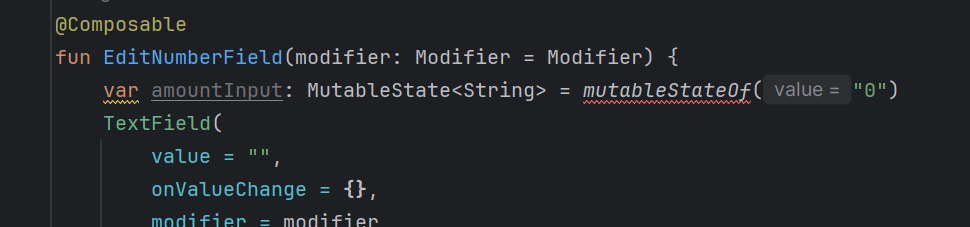 @Composable
fun EditNumberField(modifier: Modifier = Modifier) {
var amountInput: MutableState<String> = mutableStateOf( value = "0")
TextField(
value = "",
onValueChange = {},
modifier = modifier